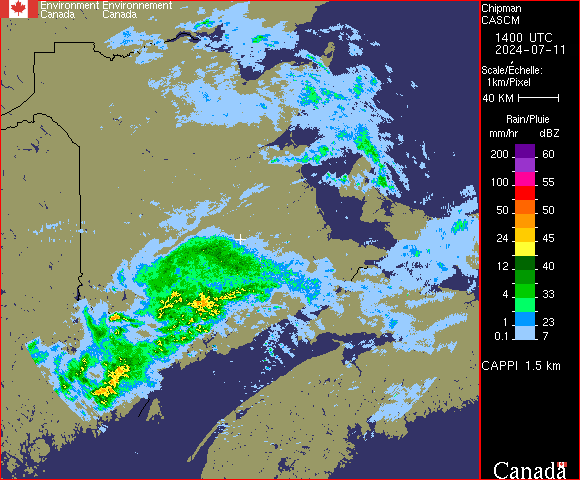 Environment Environnement
Canada Canada
Chipman
CASCM
1400 UTC
2024-07-11
Scale/Échelle:
1km/Pixel
40 KM
Rain/Pluie
mm/hr dBZ
200 60
100 55
50 50
24 45
12 40
4 33
1 23
0.1 7
CAPPI 1.5 km
Canada